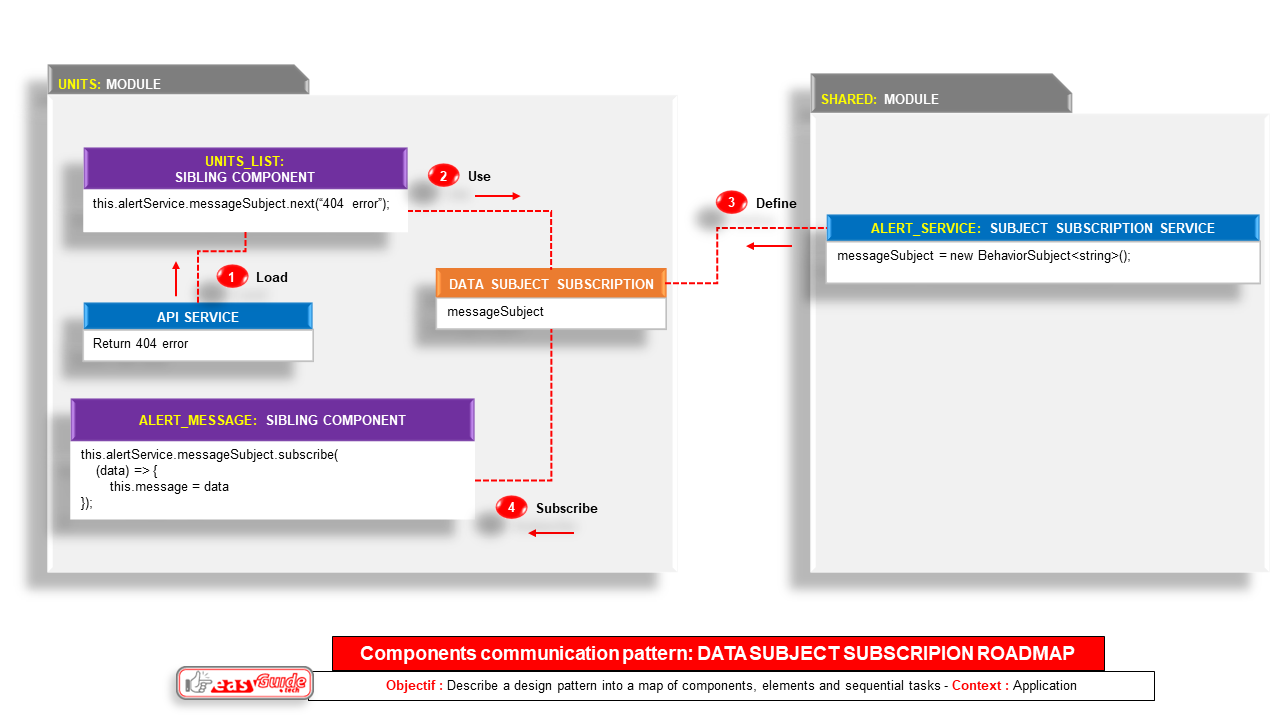 UNITS: MODULE
UNITS_LIST:
SIBLING COMPONENT
this.alertService.messageSubject.next(“404 error”);
2 Use
1 Load
API SERVICE
Return 404 error
DATA SUBJECT SUBSCRIPTION
messageSubject
ALERT_MESSAGE: SIBLING COMPONENT
this.alertService.messageSubject.subscribe(
(data) => {
this.message = data
});
4 Subscribe
SHARED: MODULE
3 Define
ALERT_SERVICE: SUBJECT SUBSCRIPTION SERVICE
messageSubject = new BehaviorSubject<string>();
Components communication pattern: DATA SUBJECT SUBSCRIPION ROADMAP
easyGuide
.tech
Objectif : Describe a design pattern into a map of components, elements and sequential tasks - Context : Application